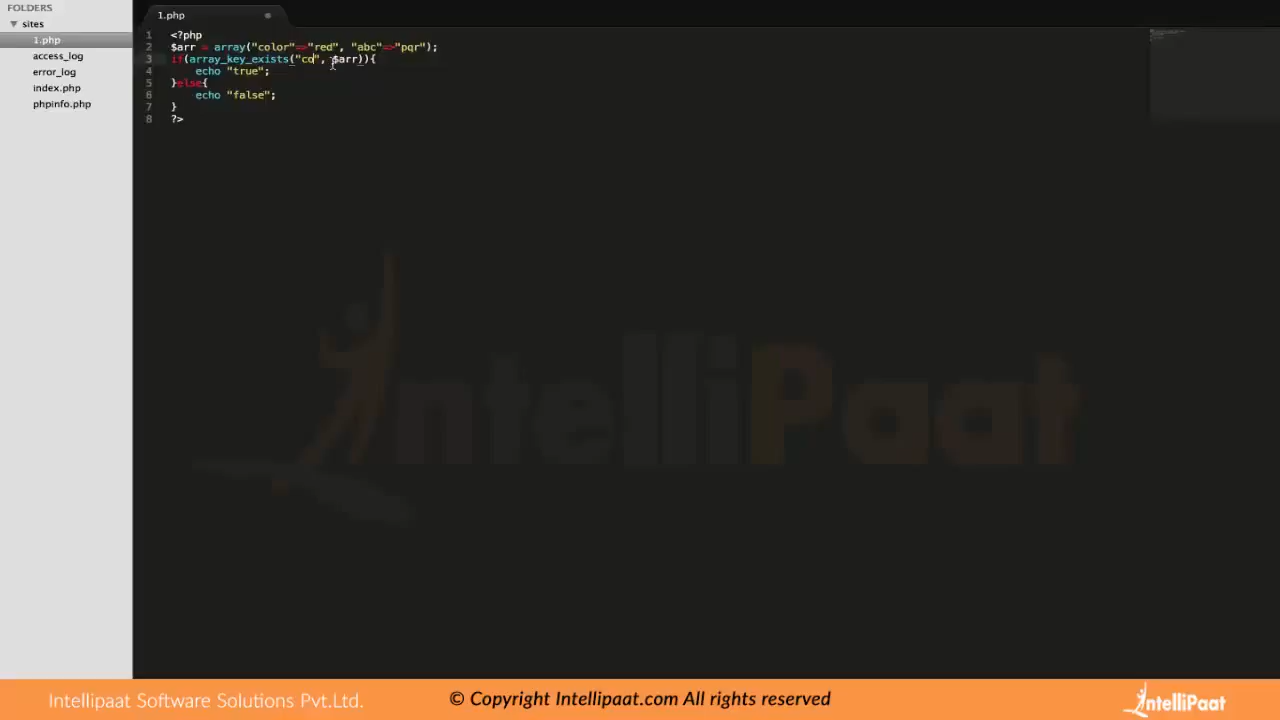 FOLDERS
sites
1.php
access_log
error_log
index.php
phpinfo.php
1.php
1 <?php
2 $arr = array("color"=>"red", "abc"=>"pqr");
3 if(array_key_exists("co", $arr)){
4 echo "true";
5 }else{
6 echo "false";
7 }
8 ?>
IntelliPaat
Intellipaat Software Solutions Pvt.Ltd.
© Copyright Intellipaat.com All rights reserved
IntelliPaat